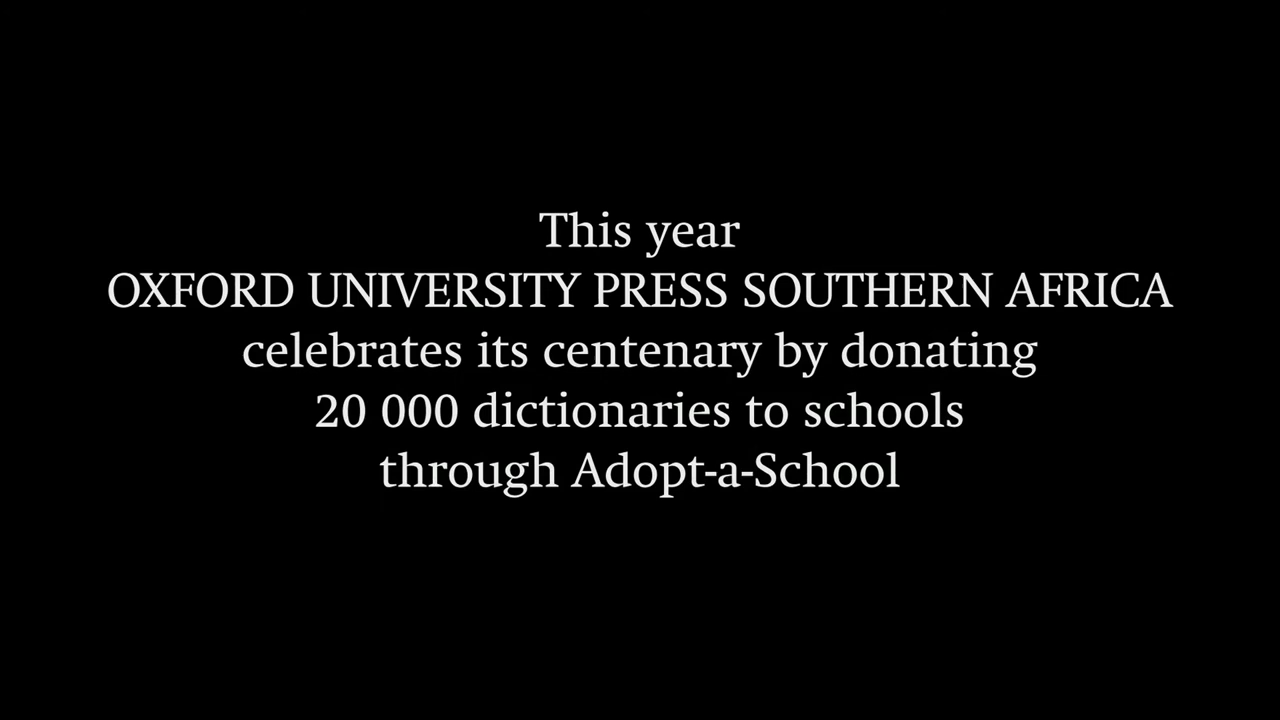 This year
OXFORD UNIVERSITY PRESS SOUTHERN AFRICA
celebrates its centenary by donating
20 000 dictionaries to schools
through Adopt-a-School